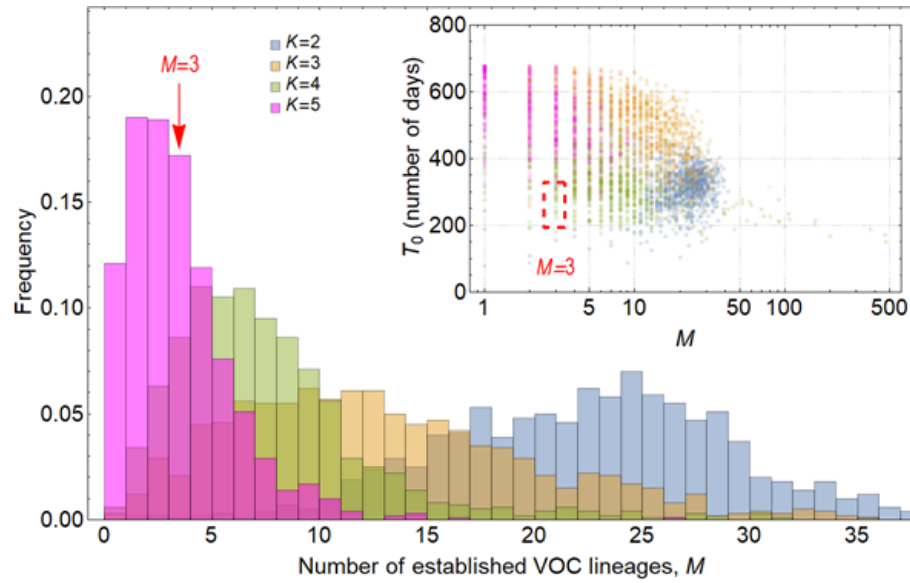 K=2
K=3
K=4
K=5
M=3
Frequency
0.20
0.15
0.10
0.05
0.00
0
5
10
15
20
25
30
35
Number of established VOC lineages, M
T₀ (number of days)
800
600
400
200
0
M=3
1
5
10
50
100
500
M